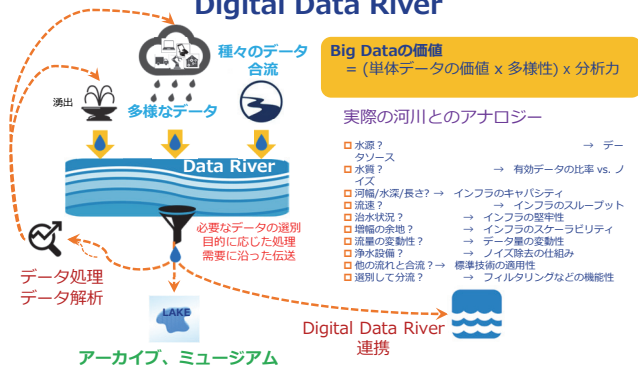 Digital Data River
種々のデータ
合流
湧出
多様なデータ
Data River
必要なデータの選別
目的に応じた処理
需要に沿った伝送
データ処理
データ解析
LAKE
アーカイブ、ミュージアム
Digital Data River
連携
Big Dataの価値
= (単体データの価値 x 多様性) x 分析力
実際の河川とのアナロジー
水源? → デー
タソース
水質? → 有効データの比率 vs. ノ
イズ
河幅/水深/長さ? → インフラのキャパシティ
流速? → インフラのスループット
治水状況? → インフラの堅牢性
増幅の余地? → インフラのスケーラビリティ
流量の変動性? → データ量の変動性
浄水設備? → ノイズ除去の仕組み
他の流れと合流?→ 標準技術の適用性
選別して分流? → フィルタリングなどの機能性